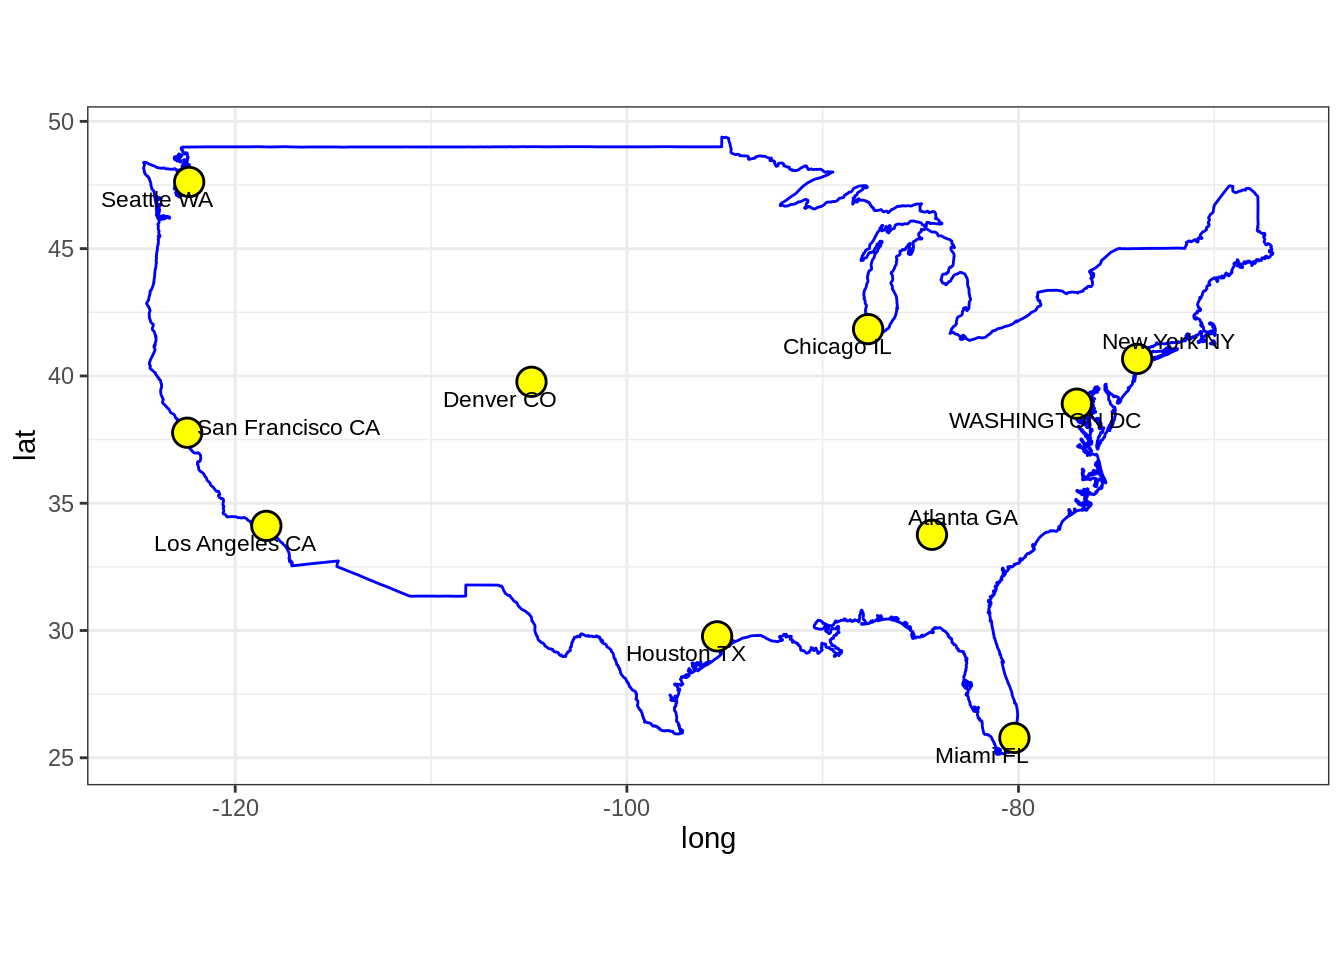 50
45
40
35
30
25
lat
Seattle WA
Chicago IL
New York NY
Denver CO
WASHINGTON DC
San Francisco CA
Atlanta GA
Los Angeles CA
Houston TX
Miami FL
-120
-100
-80
long